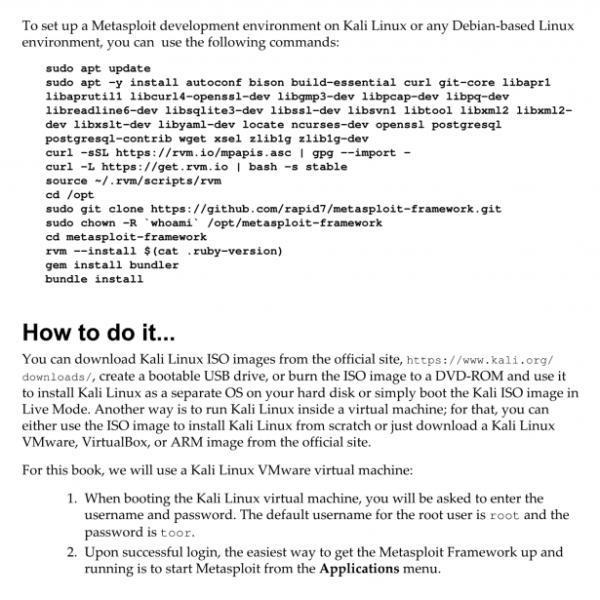 To set up a Metasploit development environment on Kali Linux or any Debian-based Linux
environment, you can  use the following commands:
sudo apt update
sudo apt -y install autoconf bison build-essential curl git-core libapr1
libaprutil1 libcurl4-openssl-dev libgmp3-dev libpcap-dev libpq-dev
libreadline6-dev libsqlite3-dev libssl-dev libsvn1 libtool libxml2 libxml2-
dev libxslt-dev libyaml-dev locate ncurses-dev openssl postgresql
postgresql-contrib wget xsel zlib1g zlib1g-dev
curl -sSL https://rvm.io/mpapis.asc | gpg --import -
curl -L https://get.rvm.io | bash -s stable
source ~/.rvm/scripts/rvm
cd /opt
sudo git clone https://github.com/rapid7/metasploit-framework.git
sudo chown -R `whoami` /opt/metasploit-framework
cd metasploit-framework
rvm --install $(cat .ruby-version)
gem install bundler
bundle install
How to do it...
You can download Kali Linux ISO images from the official site, https://www.kali.org/
downloads/, create a bootable USB drive, or burn the ISO image to a DVD-ROM and use it
to install Kali Linux as a separate OS on your hard disk or simply boot the Kali ISO image in
Live Mode. Another way is to run Kali Linux inside a virtual machine; for that, you can
either use the ISO image to install Kali Linux from scratch or just download a Kali Linux
VMware, VirtualBox, or ARM image from the official site.
For this book, we will use a Kali Linux VMware virtual machine:
1. When booting the Kali Linux virtual machine, you will be asked to enter the
username and password. The default username for the root user is root and the
password is toor.
2. Upon successful login, the easiest way to get the Metasploit Framework up and
running is to start Metasploit from the Applications menu.